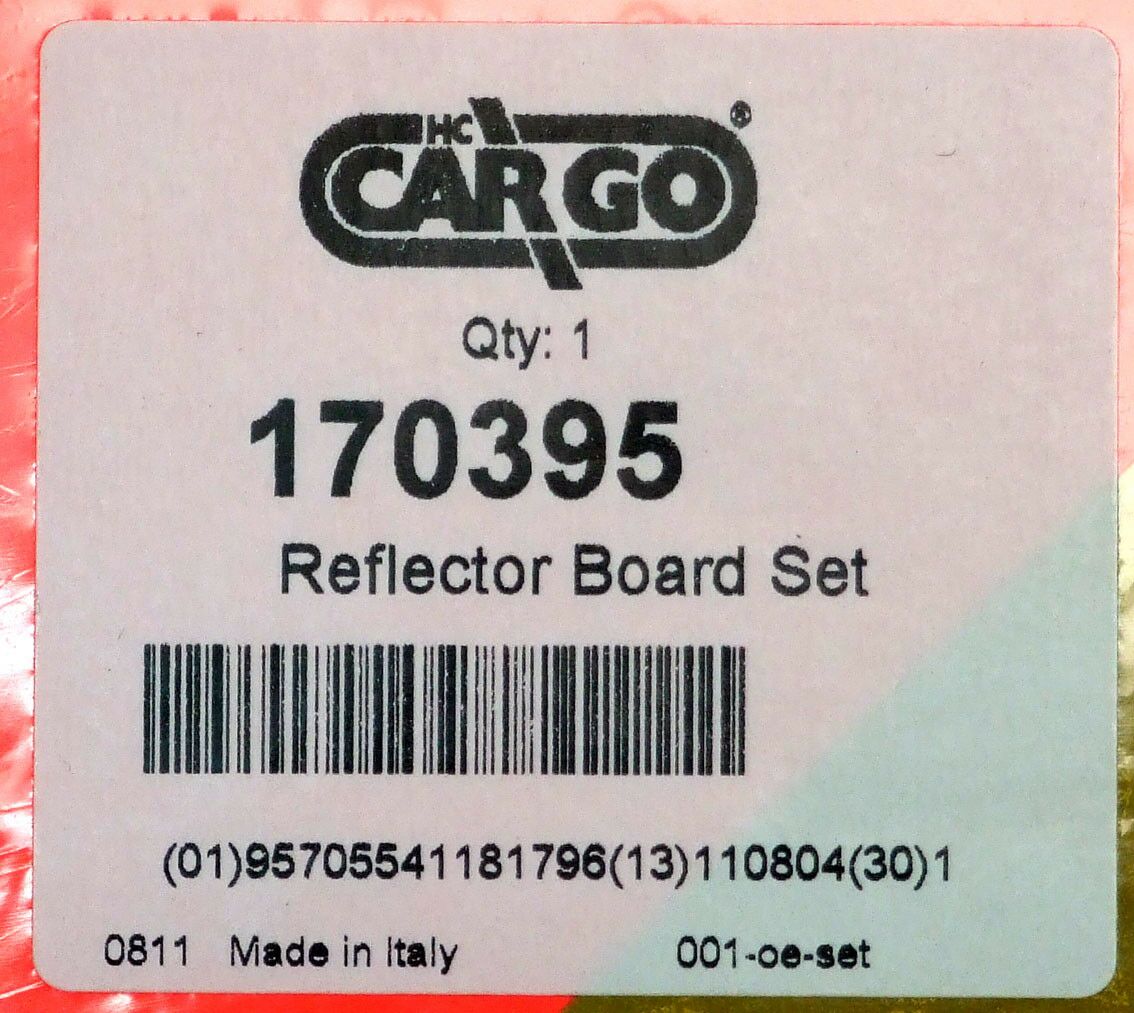 HC
CARGO®
Qty: 1
170395
Reflector Board Set
(01)95705541181796(13)110804(30)1
0811 Made in Italy 001-oe-set